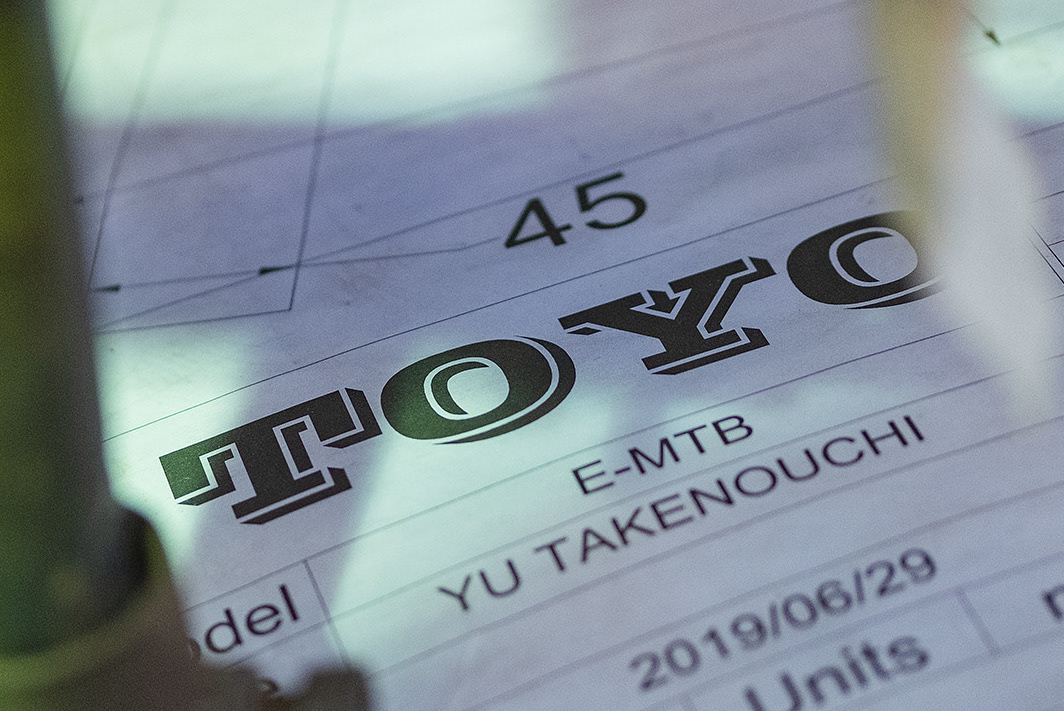 45
TOYO
E-MTB
YU TAKENOUCHI
odel
2019/06/29
Units